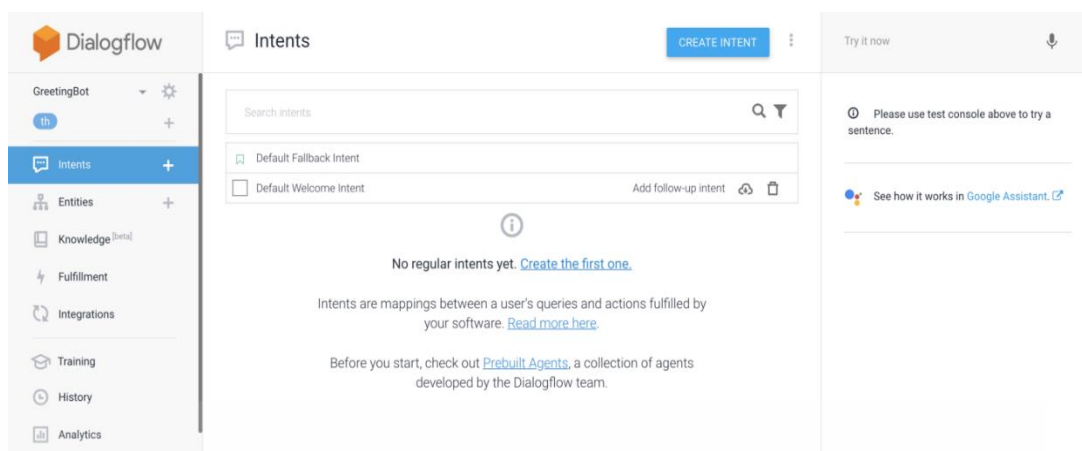 Dialogflow
GreetingBot
th
Intents
Entities
Knowledge [beta]
Fulfillment
Integrations
Training
History
Analytics
Intents
CREATE INTENT
Search intents
Default Fallback Intent
Default Welcome Intent
Add follow-up intent
No regular intents yet. Create the first one.
Intents are mappings between a user's queries and actions fulfilled by
your software. Read more here.
Before you start, check out Prebuilt Agents, a collection of agents
developed by the Dialogflow team.
Try it now
Please use test console above to try a
sentence.
See how it works in Google Assistant.